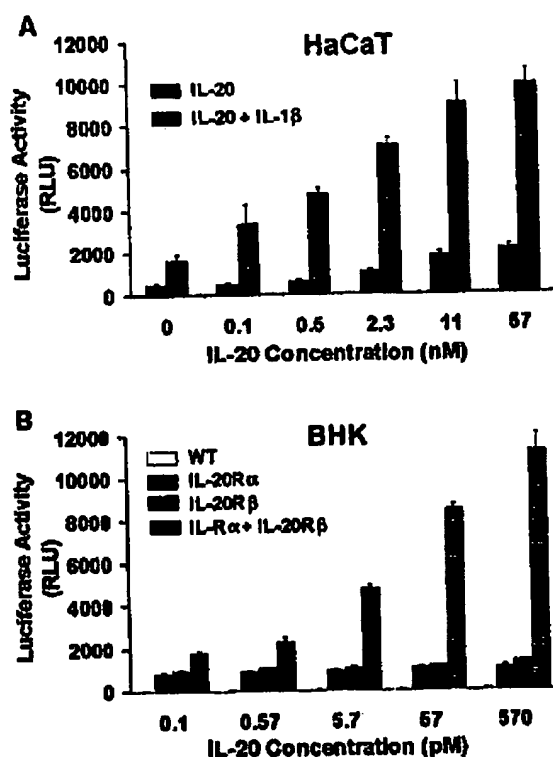 A
HaCaT
12000
10000
8000
6000
4000
2000
0
Luciferase Activity
(RLU)
IL-20
IL-20 + IL-1β
0 0.1 0.5 2.3 11 57
IL-20 Concentration (nM)
B
BHK
12000
10000
8000
6000
4000
2000
0
Luciferase Activity
(RLU)
WT
IL-20Rα
IL-20Rβ
IL-Rα + IL-20Rβ
0.1 0.57 5.7 57 570
IL-20 Concentration (pM)